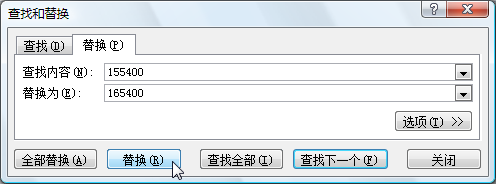 查找和替换
查找(D) 替换(P)
查找内容(N): 155400
替换为(E): 165400
选项(T) >>
全部替换(A) 替换(R) 查找全部(I) 查找下一个(F) 关闭